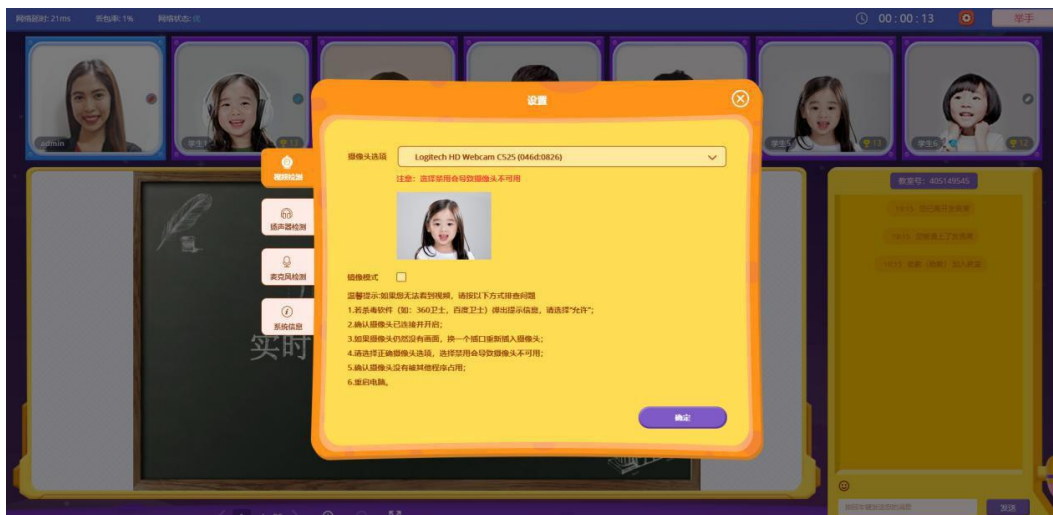 网络延时: 21ms 丢包率: 1% 网络状态: 优
00:00:13
举手
admin
学生1
13
13
学生6
12
设置
视频检测
扬声器检测
麦克风检测
系统信息
摄像头选项 Logitech HD Webcam C525 (046d:0826)
注意：选择禁用会导致摄像头不可用
镜像模式
温馨提示:如果您无法看到视频，请按以下方式排查问题
1.若杀毒软件（如：360卫士，百度卫士）弹出提示信息，请选择“允许”;
2.确认摄像头已连接并开启;
3.如果摄像头仍然没有画面，换一个插口重新插入摄像头;
4.请选择正确摄像头选项，选择禁用会导致摄像头不可用;
5.确认摄像头没有被其他程序占用;
6.重启电脑。
确定
实时
教室号: 405149545
发送